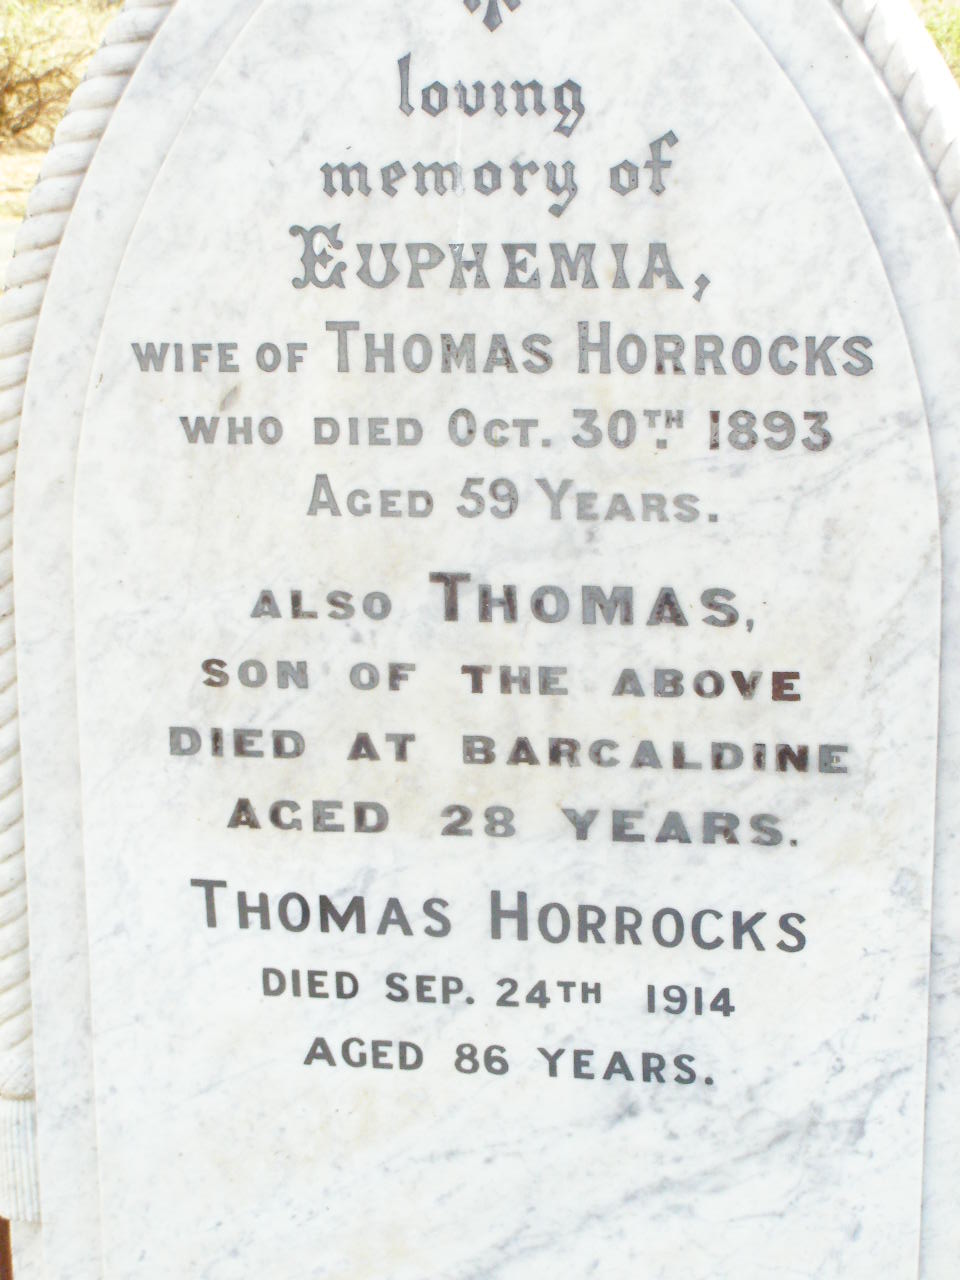 loving
memory of
EUPHEMIA,
WIFE OF THOMAS HORROCKS
WHO DIED OCT. 30TH. 1893
AGED 59 YEARS.
ALSO THOMAS,
SON OF THE ABOVE
DIED AT BARCALDINE
AGED 28 YEARS.
THOMAS HORROCKS
DIED SEP. 24TH 1914
AGED 86 YEARS.